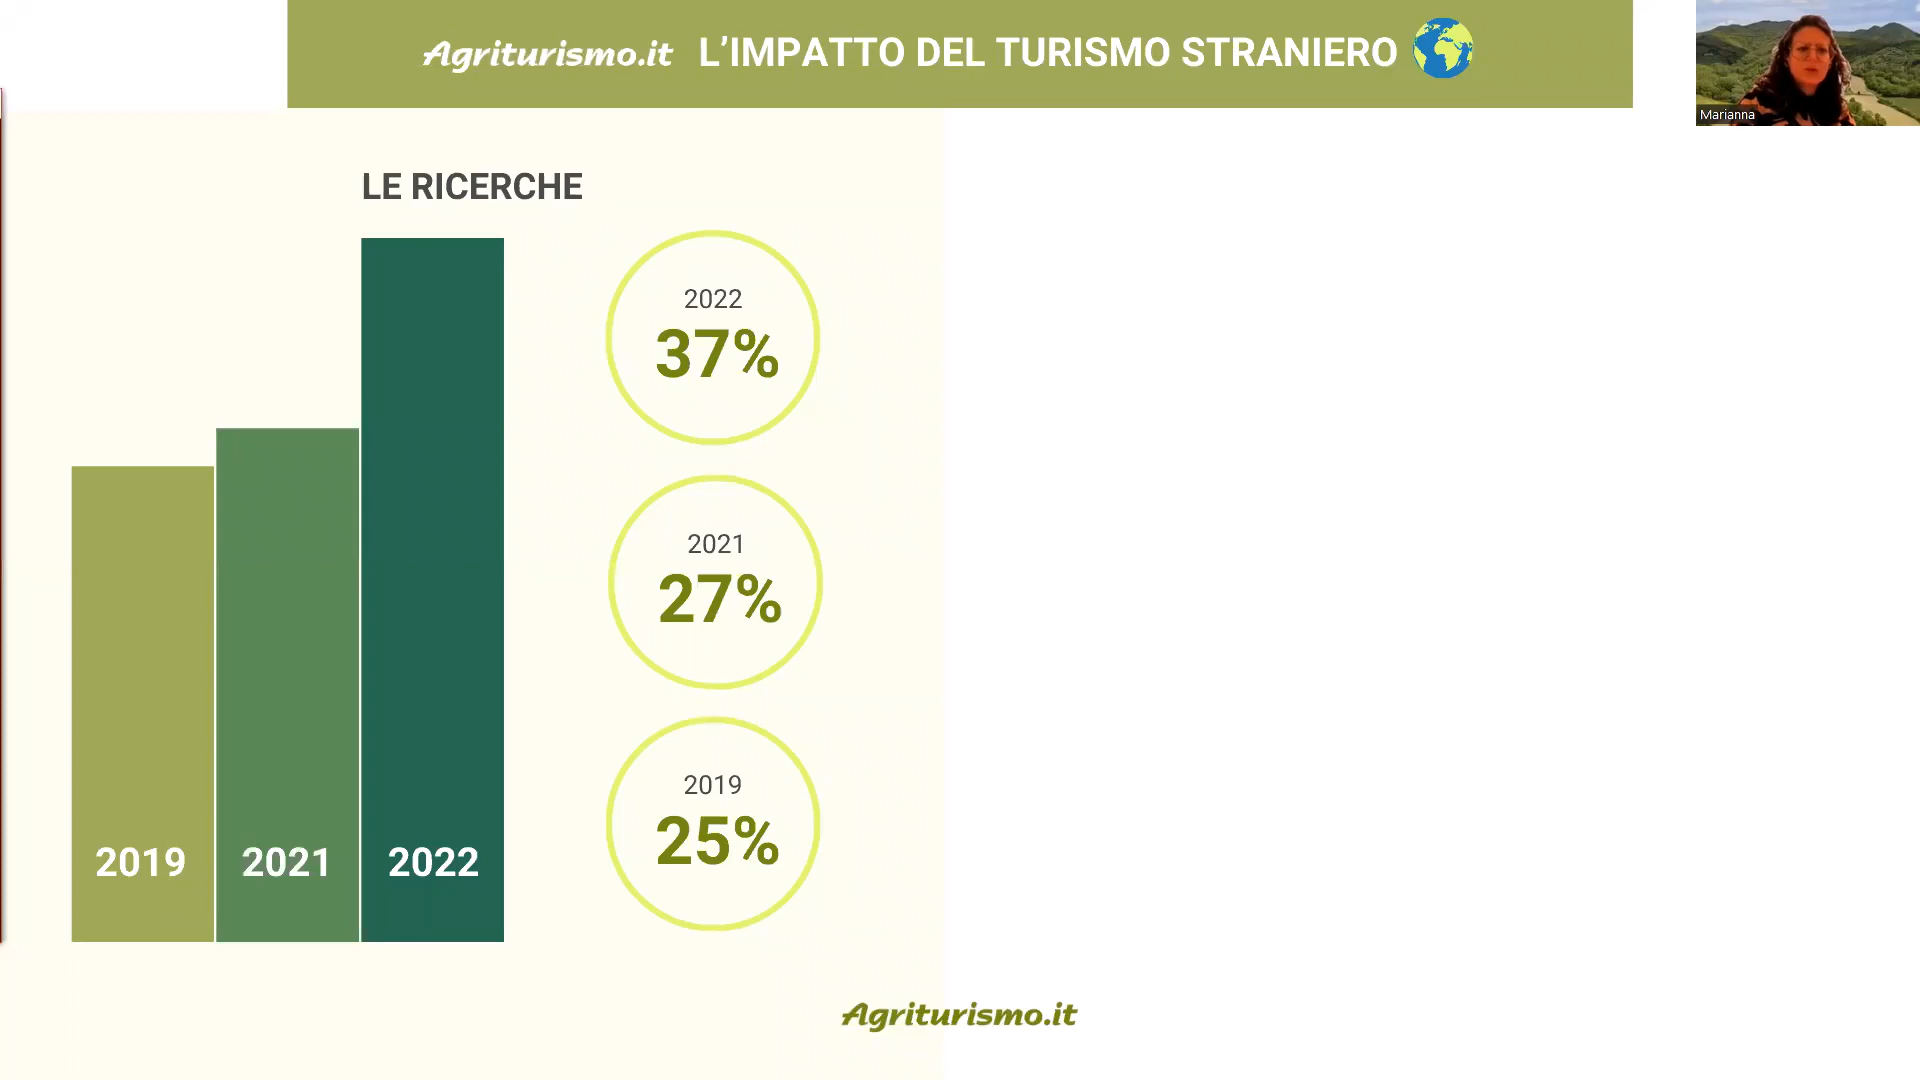 Agriturismo.it L’IMPATTO DEL TURISMO STRANIERO
Marianna
LE RICERCHE
2022
37%
2021
27%
2019
25%
2019 2021 2022
Agriturismo.it